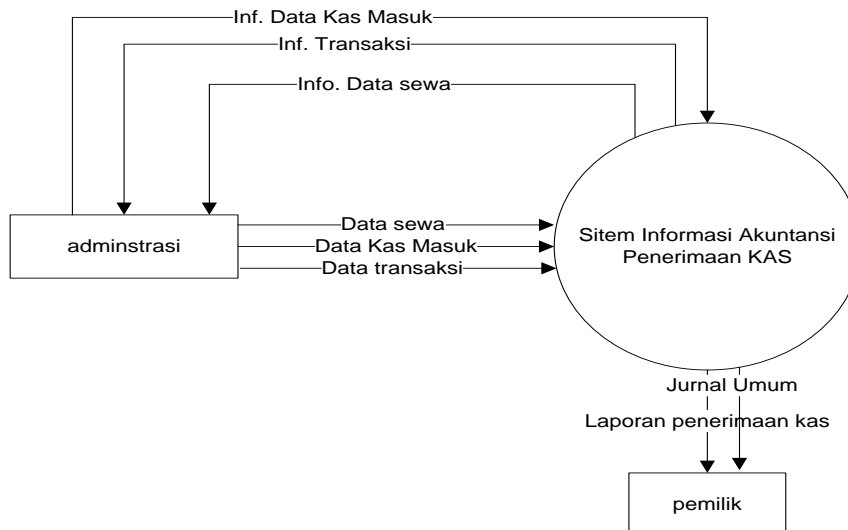 Inf. Data Kas Masuk
Inf. Transaksi
Info. Data sewa
adminstrasi
Data sewa
Data Kas Masuk
Data transaksi
Sitem Informasi Akuntansi
Penerimaan KAS
Jurnal Umum
Laporan penerimaan kas
pemilik